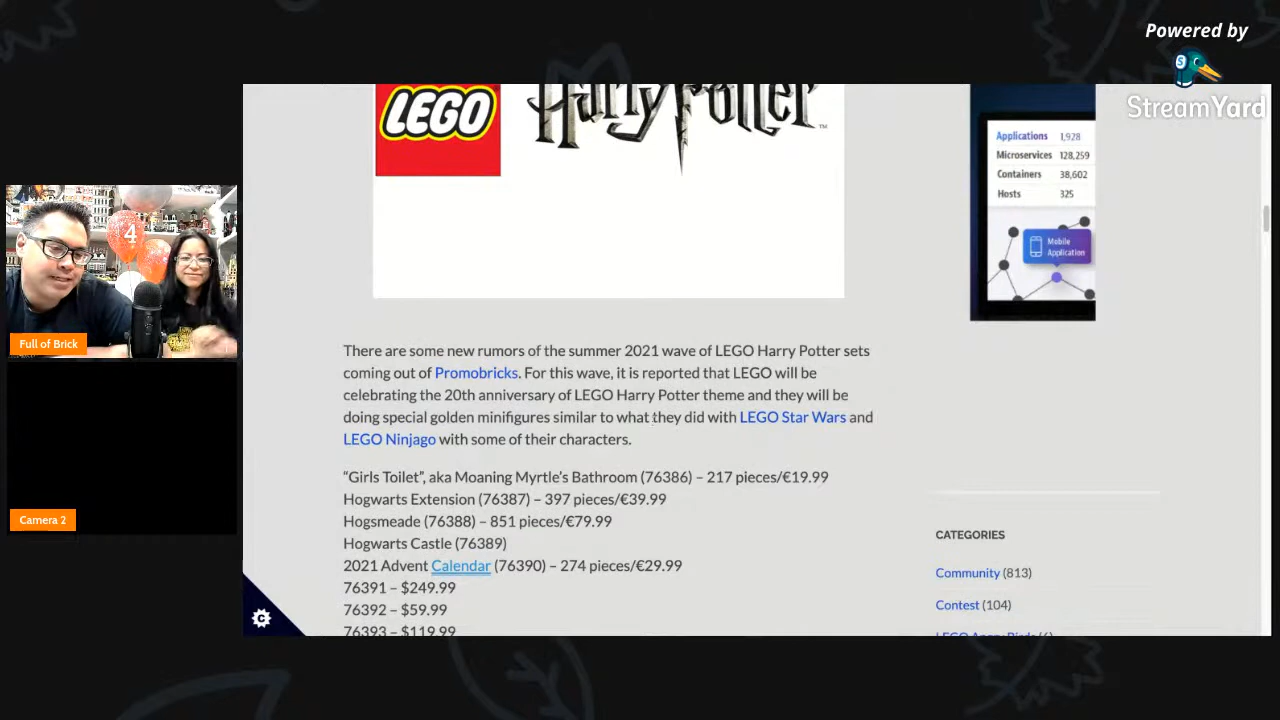 Powered by
StreamYard
LEGO
Harry Potter
™
Applications 1,928
Microservices 128,259
Containers 38,602
Hosts 325
Mobile
Application
4
Full of Brick
Camera 2
There are some new rumors of the summer 2021 wave of LEGO Harry Potter sets
coming out of Promobricks. For this wave, it is reported that LEGO will be
celebrating the 20th anniversary of LEGO Harry Potter theme and they will be
doing special golden minifigures similar to what they did with LEGO Star Wars and
LEGO Ninjago with some of their characters.
“Girls Toilet”, aka Moaning Myrtle’s Bathroom (76386) – 217 pieces/€19.99
Hogwarts Extension (76387) – 397 pieces/€39.99
Hogsmeade (76388) – 851 pieces/€79.99
Hogwarts Castle (76389)
2021 Advent Calendar (76390) – 274 pieces/€29.99
76391 – $249.99
76392 – $59.99
76393 – $119.99
CATEGORIES
Community (813)
Contest (104)
LEGO Angry Birds (6)